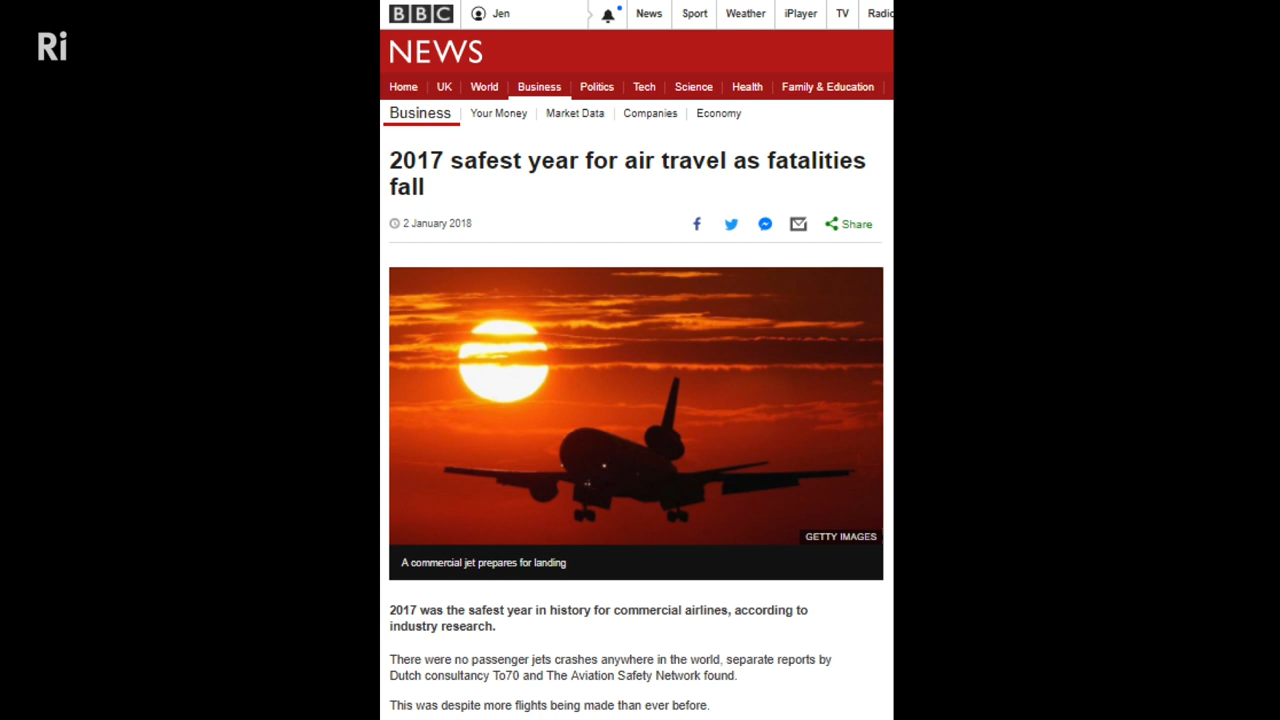 Ri
BBC
Jen
News
Sport
Weather
iPlayer
TV
Radio
NEWS
Home
UK
World
Business
Politics
Tech
Science
Health
Family & Education
Business
Your Money
Market Data
Companies
Economy
2017 safest year for air travel as fatalities
fall
2 January 2018
Share
GETTY IMAGES
A commercial jet prepares for landing
2017 was the safest year in history for commercial airlines, according to
industry research.
There were no passenger jets crashes anywhere in the world, separate reports by
Dutch consultancy To70 and The Aviation Safety Network found.
This was despite more flights being made than ever before.